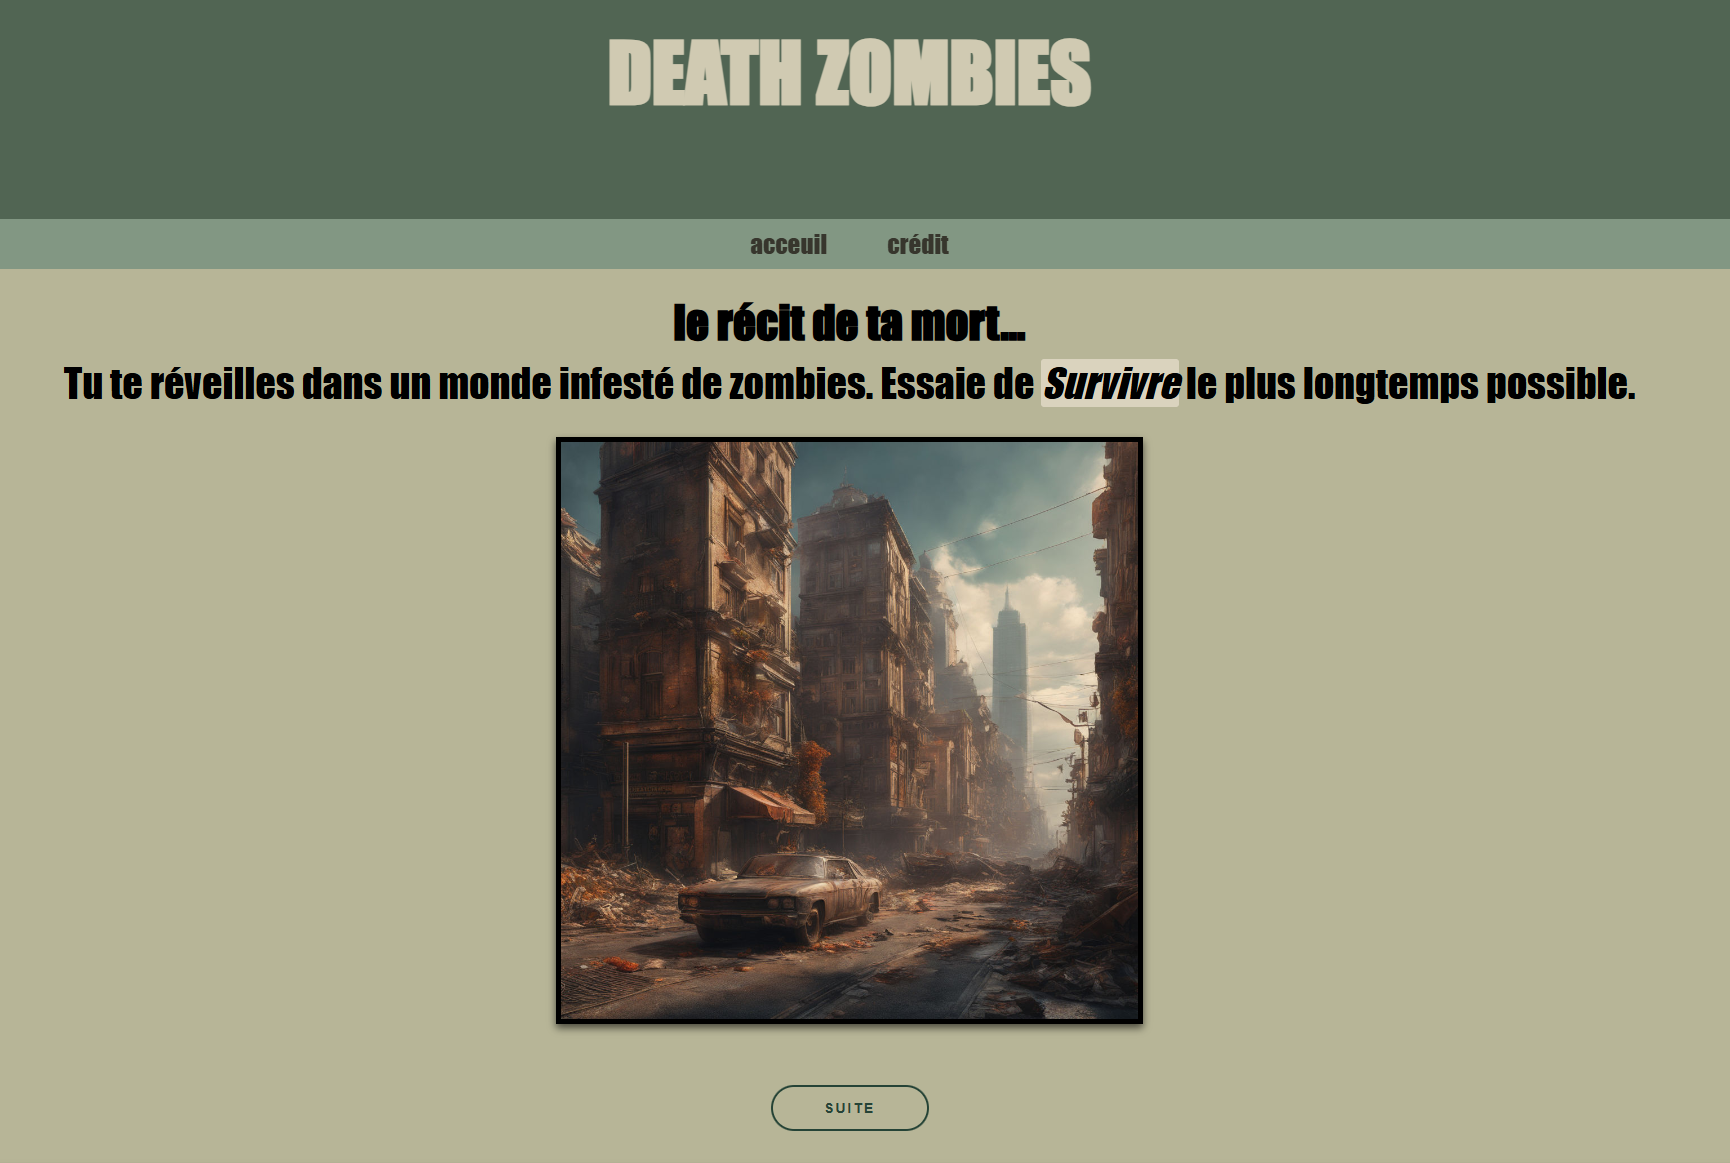 DEATH ZOMBIES
acceuil crédit
le récit de ta mort...
Tu te réveilles dans un monde infesté de zombies. Essaie de Survivre le plus longtemps possible.
SUITE